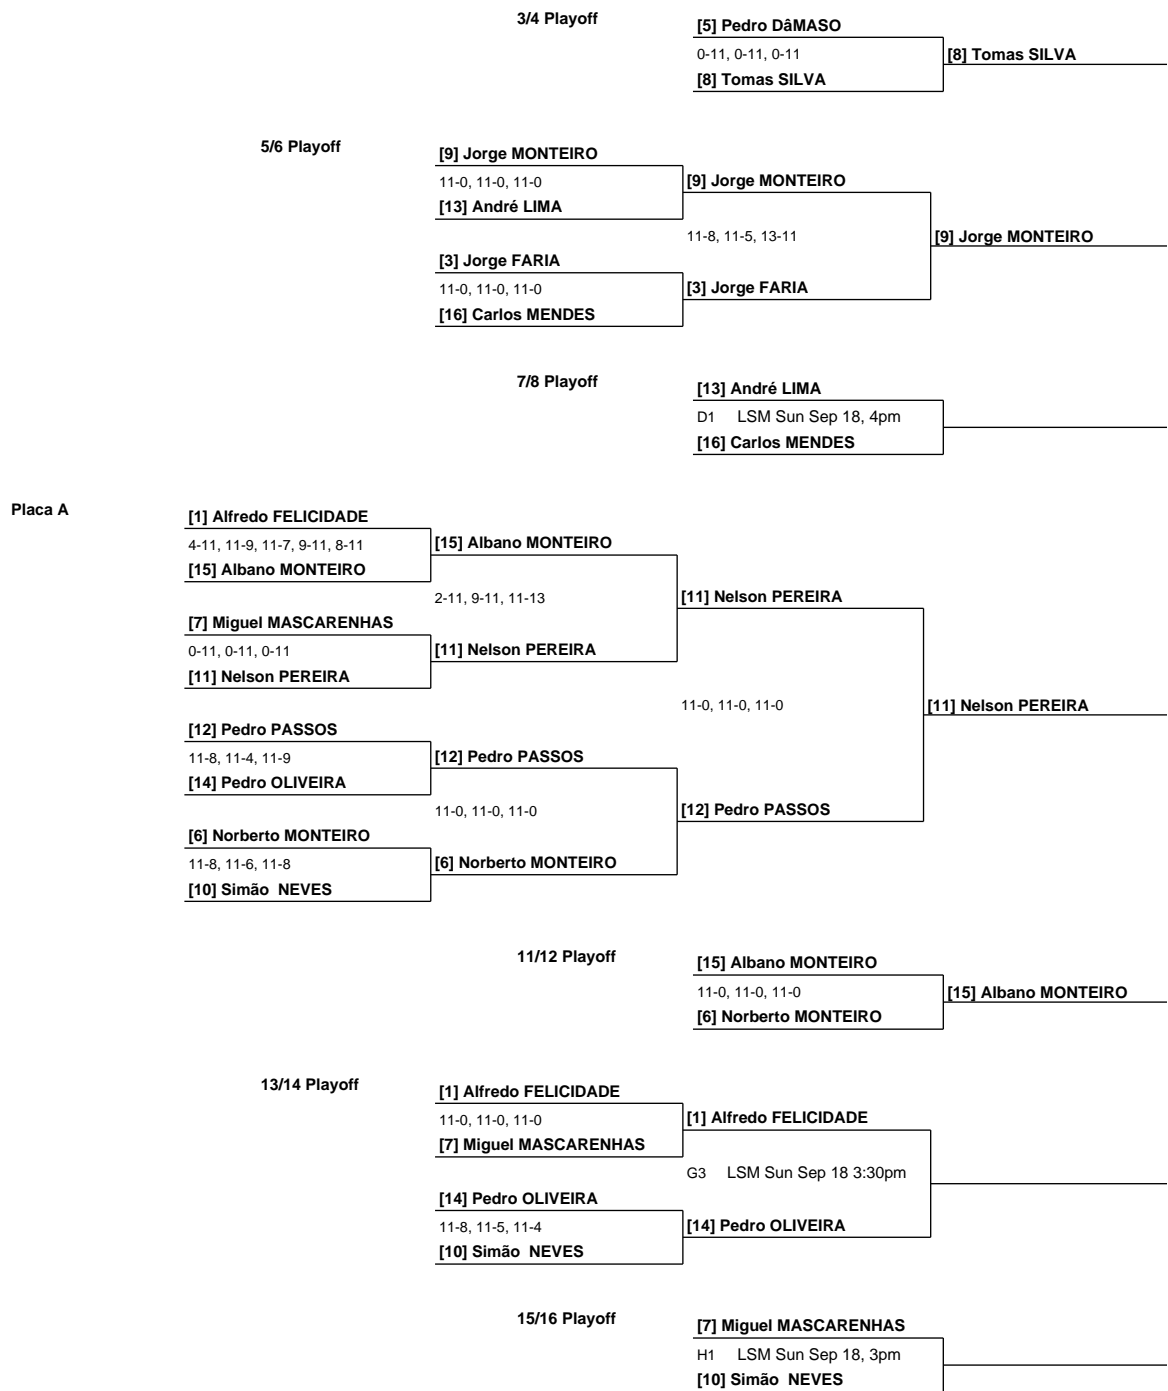 3/4 Playoff
[5] Pedro DâMASO
0-11, 0-11, 0-11
[8] Tomas SILVA
[8] Tomas SILVA
5/6 Playoff
[9] Jorge MONTEIRO
11-0, 11-0, 11-0
[9] Jorge MONTEIRO
[13] André LIMA
11-8, 11-5, 13-11
[9] Jorge MONTEIRO
[3] Jorge FARIA
11-0, 11-0, 11-0
[3] Jorge FARIA
[16] Carlos MENDES
7/8 Playoff
[13] André LIMA
D1 LSM Sun Sep 18, 4pm
[16] Carlos MENDES
Placa A
[1] Alfredo FELICIDADE
4-11, 11-9, 11-7, 9-11, 8-11
[15] Albano MONTEIRO
[15] Albano MONTEIRO
2-11, 9-11, 11-13
[11] Nelson PEREIRA
[7] Miguel MASCARENHAS
0-11, 0-11, 0-11
[11] Nelson PEREIRA
[11] Nelson PEREIRA
11-0, 11-0, 11-0
[11] Nelson PEREIRA
[12] Pedro PASSOS
11-8, 11-4, 11-9
[12] Pedro PASSOS
[14] Pedro OLIVEIRA
11-0, 11-0, 11-0
[12] Pedro PASSOS
[6] Norberto MONTEIRO
11-8, 11-6, 11-8
[6] Norberto MONTEIRO
[10] Simão NEVES
11/12 Playoff
[15] Albano MONTEIRO
11-0, 11-0, 11-0
[15] Albano MONTEIRO
[6] Norberto MONTEIRO
13/14 Playoff
[1] Alfredo FELICIDADE
11-0, 11-0, 11-0
[1] Alfredo FELICIDADE
[7] Miguel MASCARENHAS
G3 LSM Sun Sep 18 3:30pm
[14] Pedro OLIVEIRA
11-8, 11-5, 11-4
[14] Pedro OLIVEIRA
[10] Simão NEVES
15/16 Playoff
[7] Miguel MASCARENHAS
H1 LSM Sun Sep 18, 3pm
[10] Simão NEVES